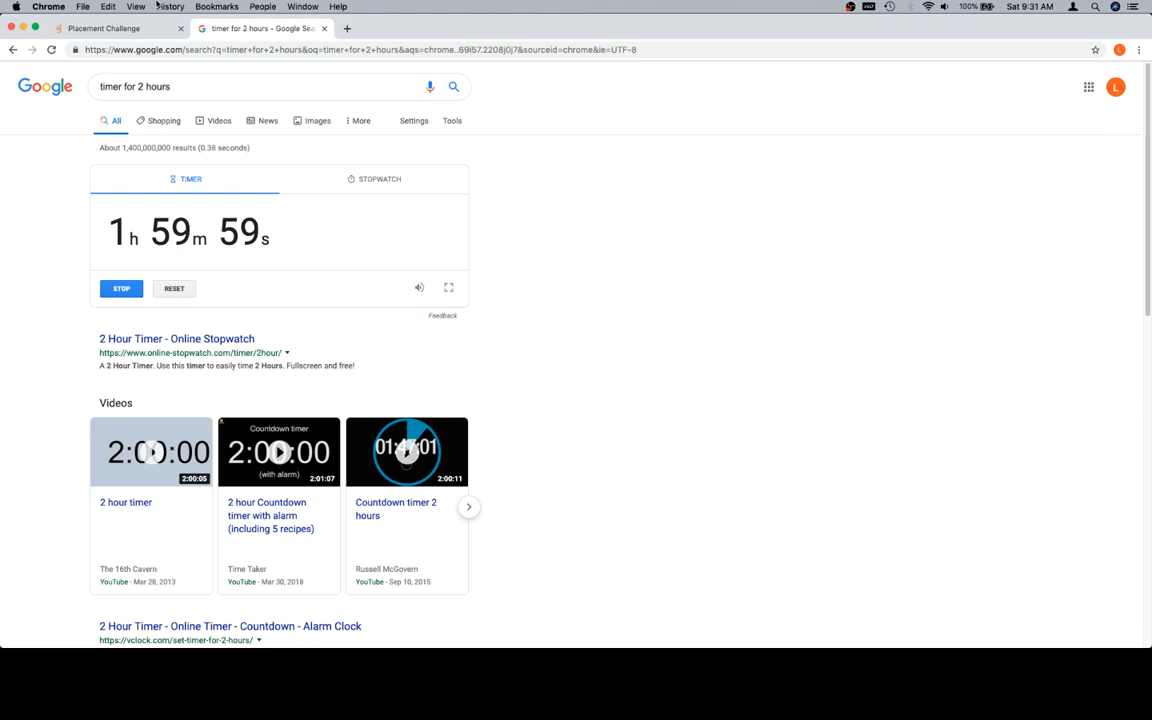 Chrome File Edit View History Bookmarks People Window Help 100% Sat 9:31 AM
Placement Challenge timer for 2 hours - Google Sea
https://www.google.com/search?q=timer+for+2+hours&oq=timer+for+2+hours&aqs=chrome..69i57.2208j0j7&sourceid=chrome&ie=UTF-8 L
Google timer for 2 hours L
All Shopping Videos News Images More Settings Tools
About 1,400,000,000 results (0.38 seconds)
TIMER STOPWATCH
1h 59m 59s
STOP RESET
Feedback
2 Hour Timer - Online Stopwatch
https://www.online-stopwatch.com/timer/2hour/
A 2 Hour Timer. Use this timer to easily time 2 Hours. Fullscreen and free!
Videos
2:00:00 2:00:05
Countdown timer
2:00:00
(with alarm) 2:01:07
01:47:01 2:00:11
2 hour timer
The 16th Cavern
YouTube - Mar 28, 2013
2 hour Countdown
timer with alarm
(including 5 recipes)
Time Taker
YouTube - Mar 30, 2018
Countdown timer 2
hours
Russell McGovern
YouTube - Sep 10, 2015
2 Hour Timer - Online Timer - Countdown - Alarm Clock
https://vclock.com/set-timer-for-2-hours/